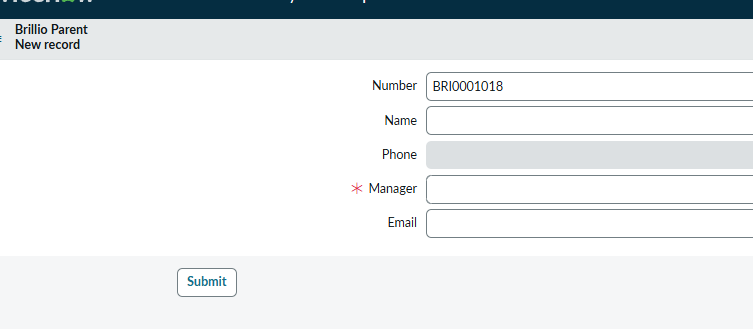 Brillio Parent
New record
Number BRI0001018
Name
Phone
* Manager
Email
Submit